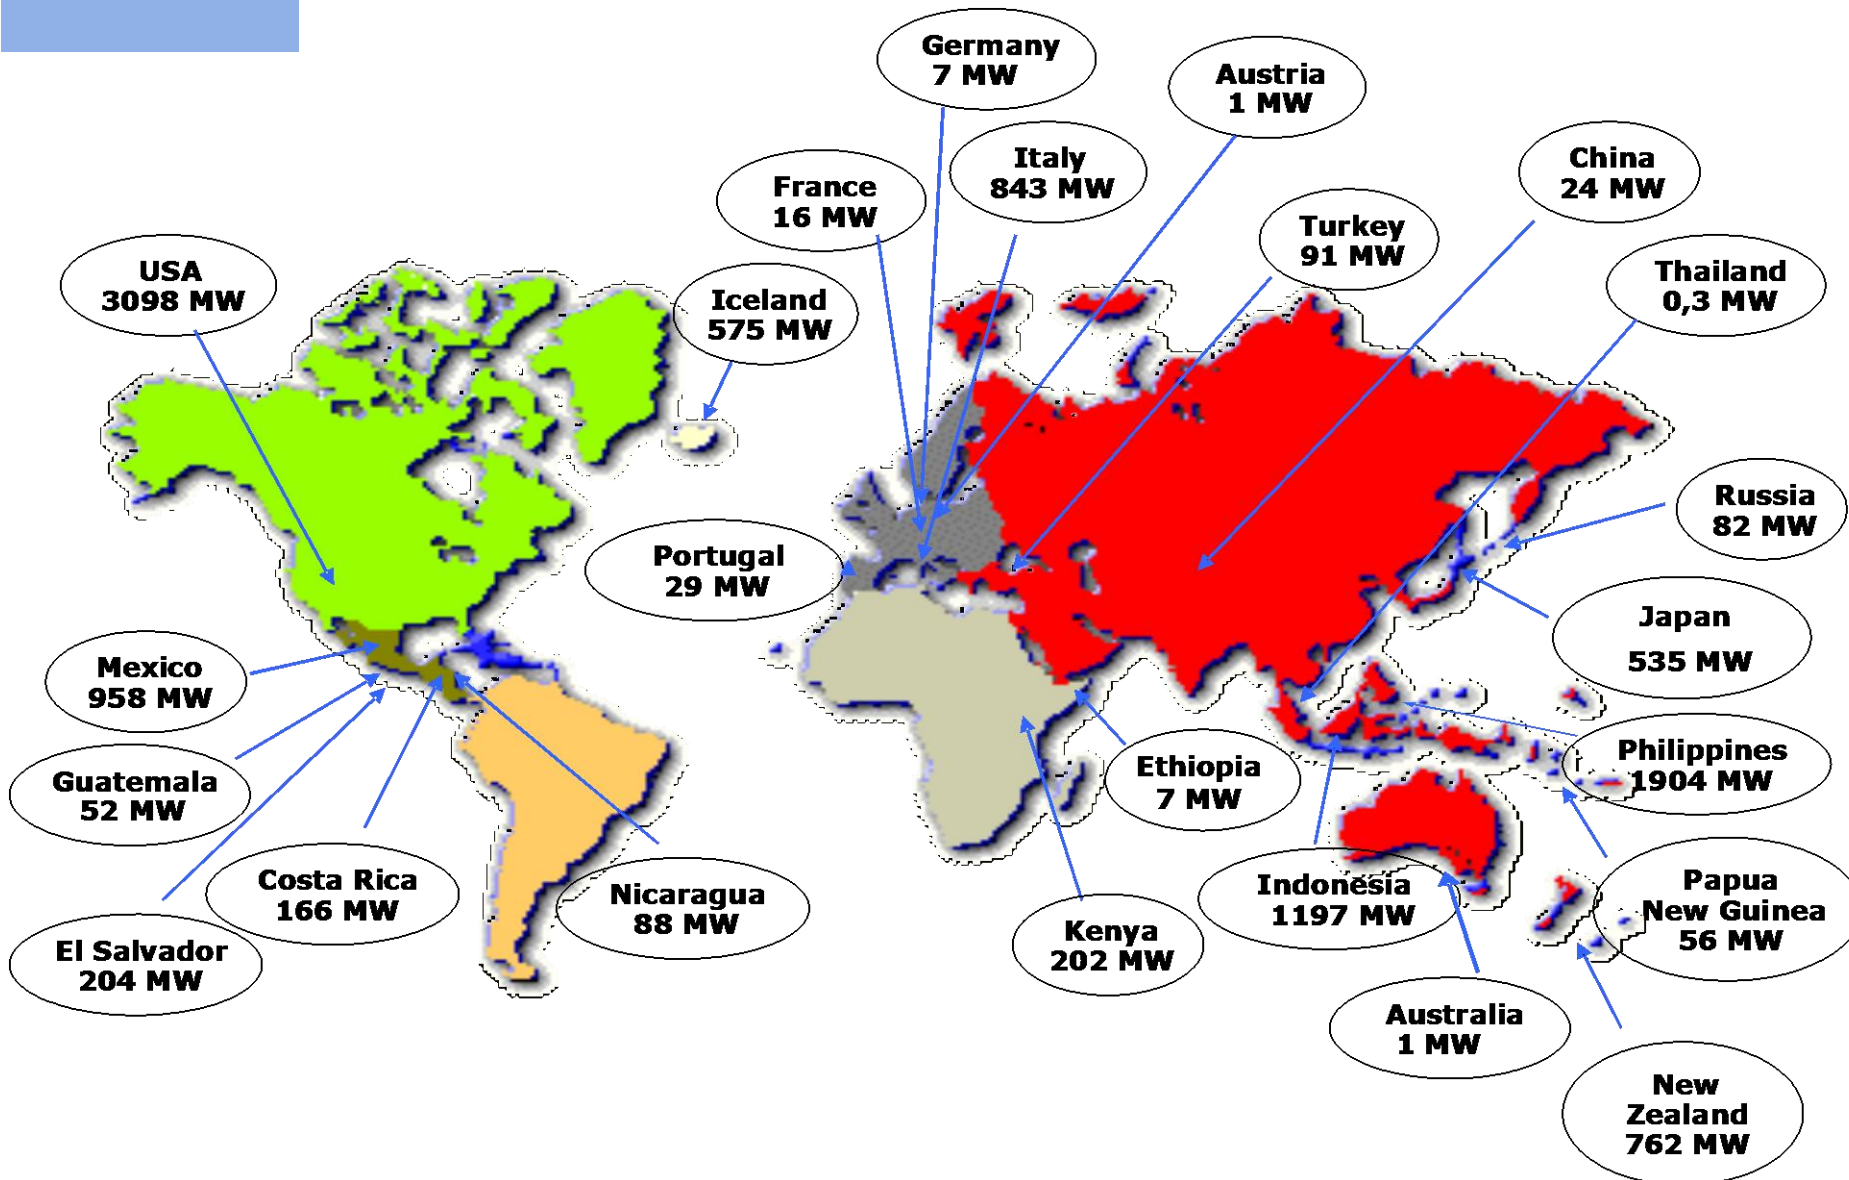 Germany
7 MW
Austria
1 MW
Italy
843 MW
China
24 MW
France
16 MW
Turkey
91 MW
USA
3098 MW
Iceland
575 MW
Thailand
0,3 MW
Russia
82 MW
Portugal
29 MW
Japan
535 MW
Mexico
958 MW
Philippines
1904 MW
Guatemala
52 MW
Ethiopia
7 MW
Costa Rica
166 MW
Nicaragua
88 MW
Indonesia
1197 MW
Papua
New Guinea
56 MW
El Salvador
204 MW
Kenya
202 MW
Australia
1 MW
New
Zealand
762 MW